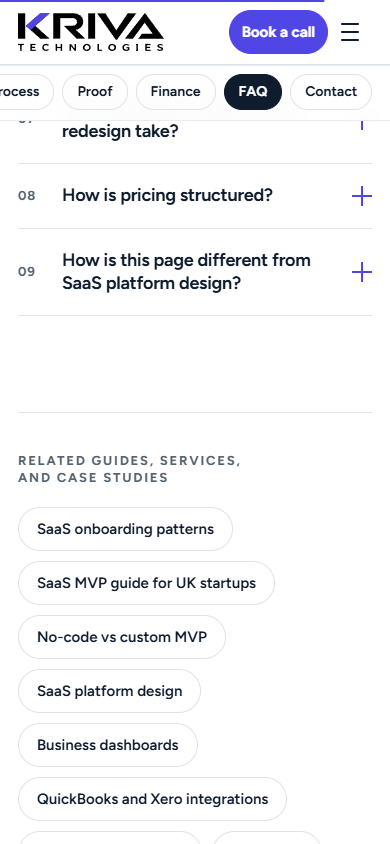 KRIVA
TECHNOLOGIES
Book a call
Proof
Finance
FAQ
Contact
redesign take?
08
How is pricing structured?
09
How is this page different from
SaaS platform design?
RELATED GUIDES, SERVICES,
AND CASE STUDIES
SaaS onboarding patterns
SaaS MVP guide for UK startups
No-code vs custom MVP
SaaS platform design
Business dashboards
QuickBooks and Xero integrations